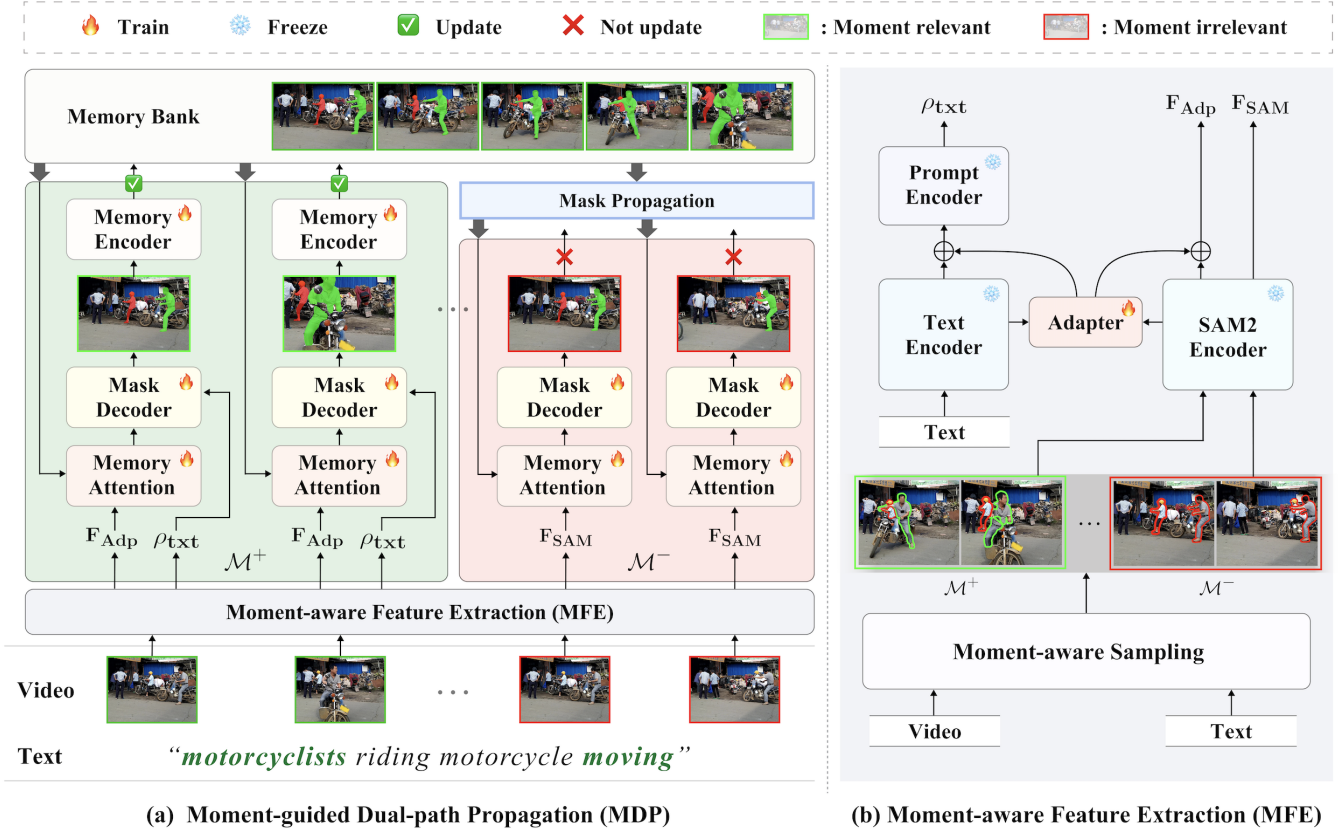 Train
Freeze
Update
Not update
: Moment relevant
: Moment irrelevant
Memory Bank
Memory
Encoder
Memory
Encoder
Mask Propagation
Mask
Decoder
Mask
Decoder
Mask
Decoder
Mask
Decoder
Memory
Attention
Memory
Attention
Memory
Attention
Memory
Attention
F_Adp
ρ_txt
F_Adp
ρ_txt
F_SAM
F_SAM
M⁺
M⁻
Moment-aware Feature Extraction (MFE)
Video
Text
“motorcyclists riding motorcycle moving”
(a) Moment-guided Dual-path Propagation (MDP)
ρ_txt
F_Adp
F_SAM
Prompt
Encoder
Text
Encoder
Adapter
SAM2
Encoder
Text
M⁺
M⁻
Moment-aware Sampling
Video
Text
(b) Moment-aware Feature Extraction (MFE)